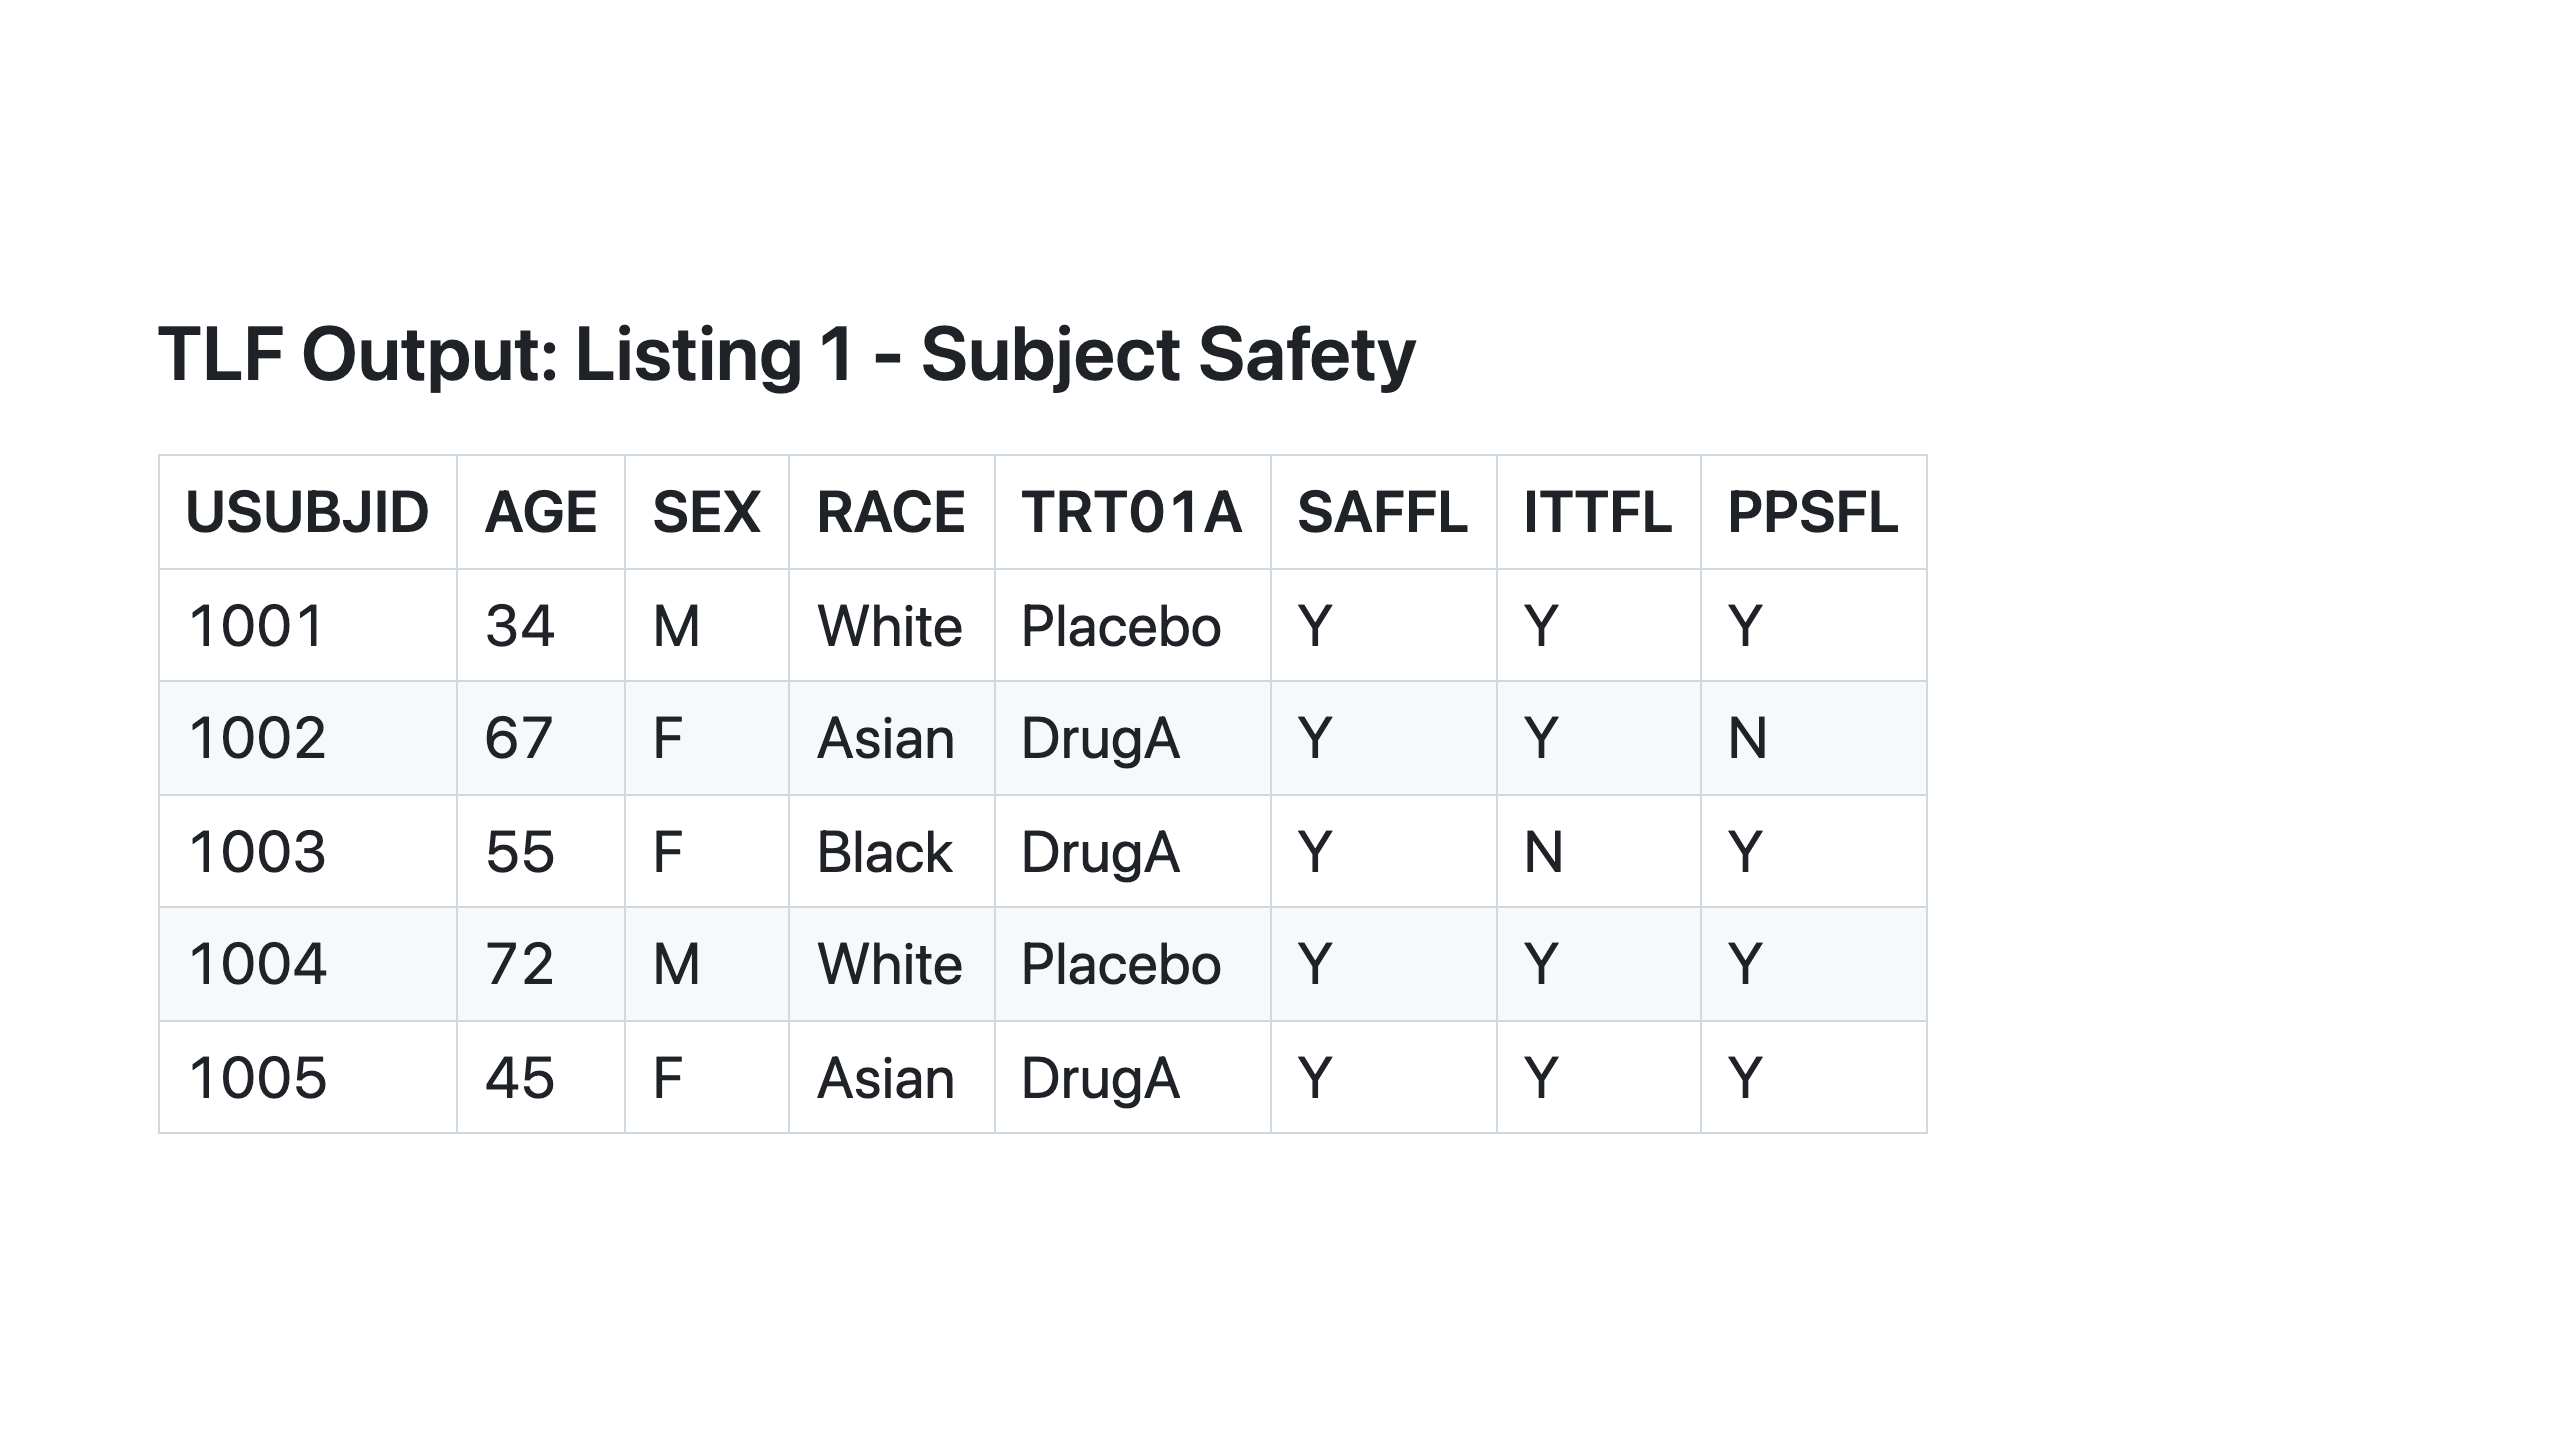 TLF Output: Listing 1 - Subject Safety
USUBJID AGE SEX RACE TRT01A SAFFL ITTFL PPSFL
1001 34 M White Placebo Y Y Y
1002 67 F Asian DrugA Y Y N
1003 55 F Black DrugA Y N Y
1004 72 M White Placebo Y Y Y
1005 45 F Asian DrugA Y Y Y